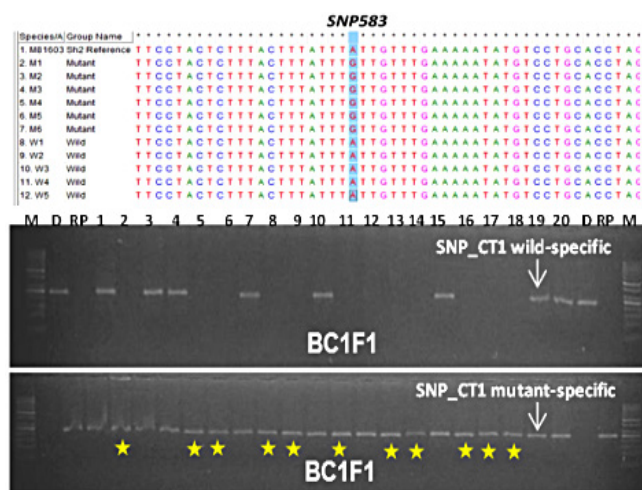 SNP583
Species/A Group Name
1. M81603 Sh2 Reference T T C C T A C T C T T T A C T T T A T T T A T T G T T T G A A A A A T A T G T C C T G C A C C T A G
2. M1 Mutant T T C C T A C T C T T T A C T T T A T T T G T T G T T T G A A A A A T A T G T C C T G C A C C T A G
3. M2 Mutant T T C C T A C T C T T T A C T T T A T T T G T T G T T T G A A A A A T A T G T C C T G C A C C T A G
4. M3 Mutant T T C C T A C T C T T T A C T T T A T T T G T T G T T T G A A A A A T A T G T C C T G C A C C T A G
5. M4 Mutant T T C C T A C T C T T T A C T T T A T T T G T T G T T T G A A A A A T A T G T C C T G C A C C T A G
6. M5 Mutant T T C C T A C T C T T T A C T T T A T T T G T T G T T T G A A A A A T A T G T C C T G C A C C T A G
7. M6 Mutant T T C C T A C T C T T T A C T T T A T T T G T T G T T T G A A A A A T A T G T C C T G C A C C T A G
8. W1 Wild T T C C T A C T C T T T A C T T T A T T T A T T G T T T G A A A A A T A T G T C C T G C A C C T A G
9. W2 Wild T T C C T A C T C T T T A C T T T A T T T A T T G T T T G A A A A A T A T G T C C T G C A C C T A G
10. W3 Wild T T C C T A C T C T T T A C T T T A T T T A T T G T T T G A A A A A T A T G T C C T G C A C C T A G
11. W4 Wild T T C C T A C T C T T T A C T T T A T T T A T T G T T T G A A A A A T A T G T C C T G C A C C T A G
12. W5 Wild T T C C T A C T C T T T A C T T T A T T T A T T G T T T G A A A A A T A T G T C C T G C A C C T A G
M D RP 1 2 3 4 5 6 7 8 9 10 11 12 13 14 15 16 17 18 19 20 D RP M
SNP_CT1 wild-specific
BC1F1
SNP_CT1 mutant-specific
BC1F1